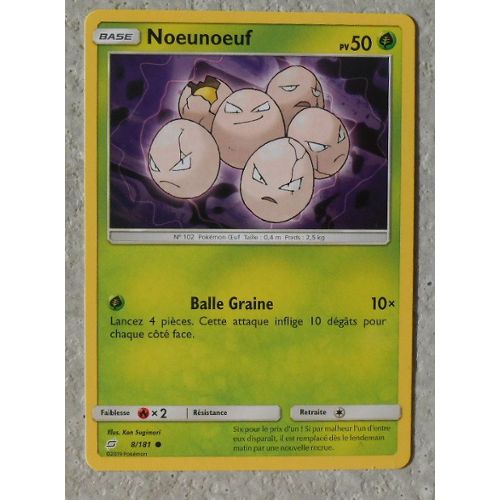 BASE Noeunoeuf PV50
N° 102 Pokémon Œuf Taille : 0,4 m Poids : 2,5 kg
Balle Graine 10×
Lancez 4 pièces. Cette attaque inflige 10 dégâts pour
chaque côté face.
Faiblesse ×2 Résistance Retraite
Illus. Ken Sugimori
8/181
©2019 Pokémon
Six pour le prix d'un ! Si par malheur l'un d'entre
eux disparaît, il est remplacé dès le lendemain
matin par une nouvelle recrue.